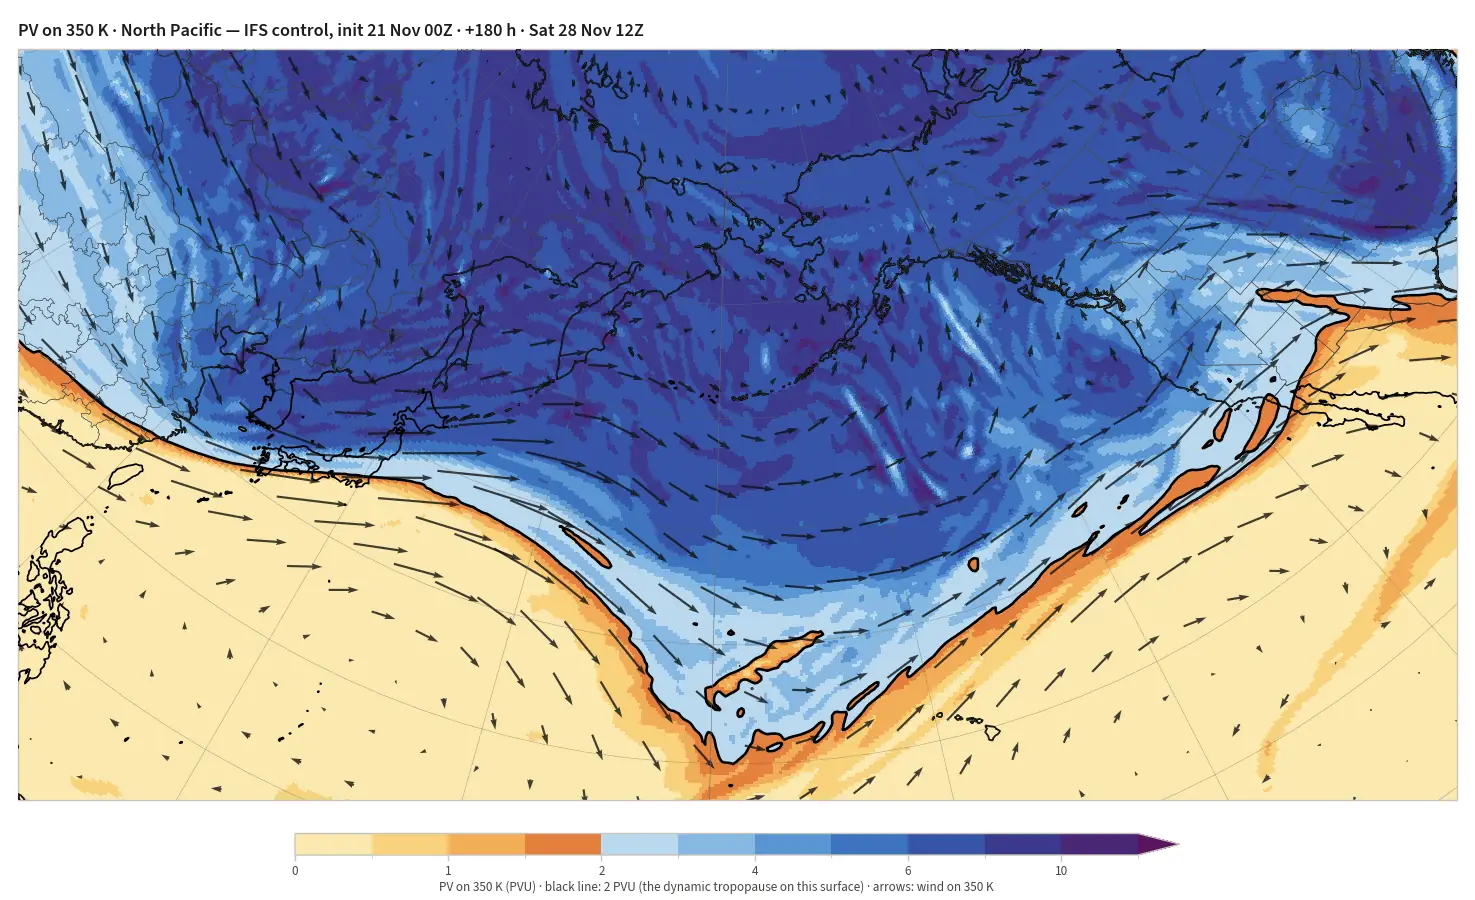 PV on 350 K · North Pacific — IFS control, init 21 Nov 00Z · +180 h · Sat 28 Nov 12Z
0 1 2 4 6 10
PV on 350 K (PVU) · black line: 2 PVU (the dynamic tropopause on this surface) · arrows: wind on 350 K